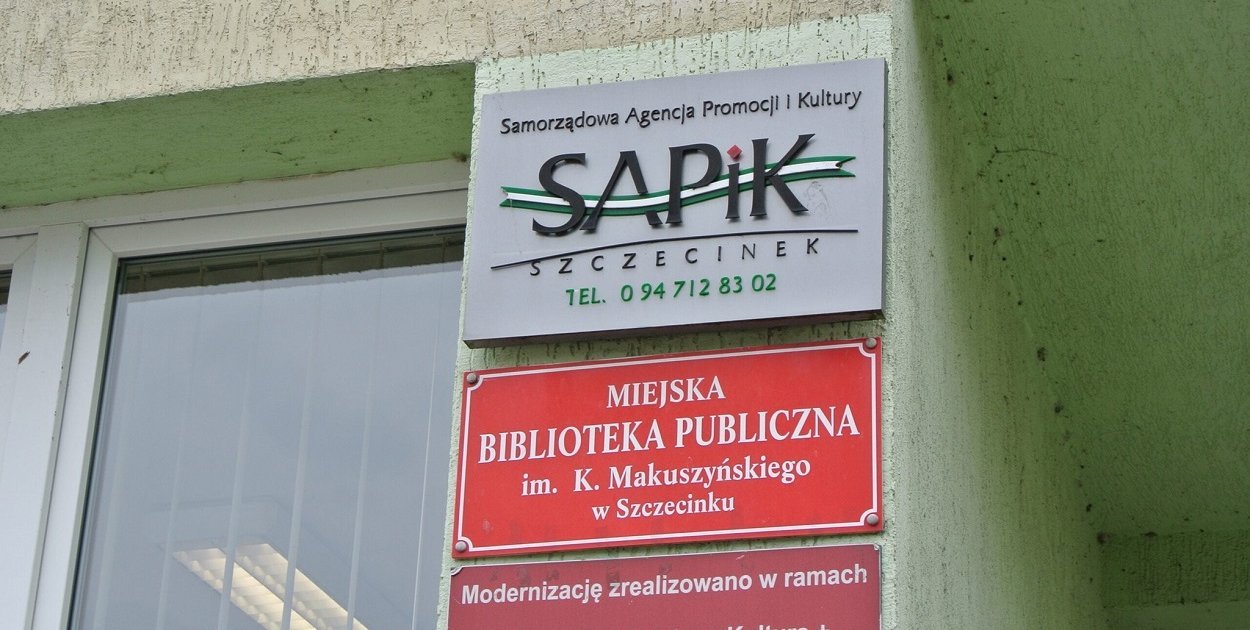 Samorządowa Agencja Promocji i Kultury
SAPiK
SZCZECINEK
TEL. 0 94 712 83 02
MIEJSKA
BIBLIOTEKA PUBLICZNA
im. K. Makuszyńskiego
w Szczecinku
Modernizację zrealizowano w ramach